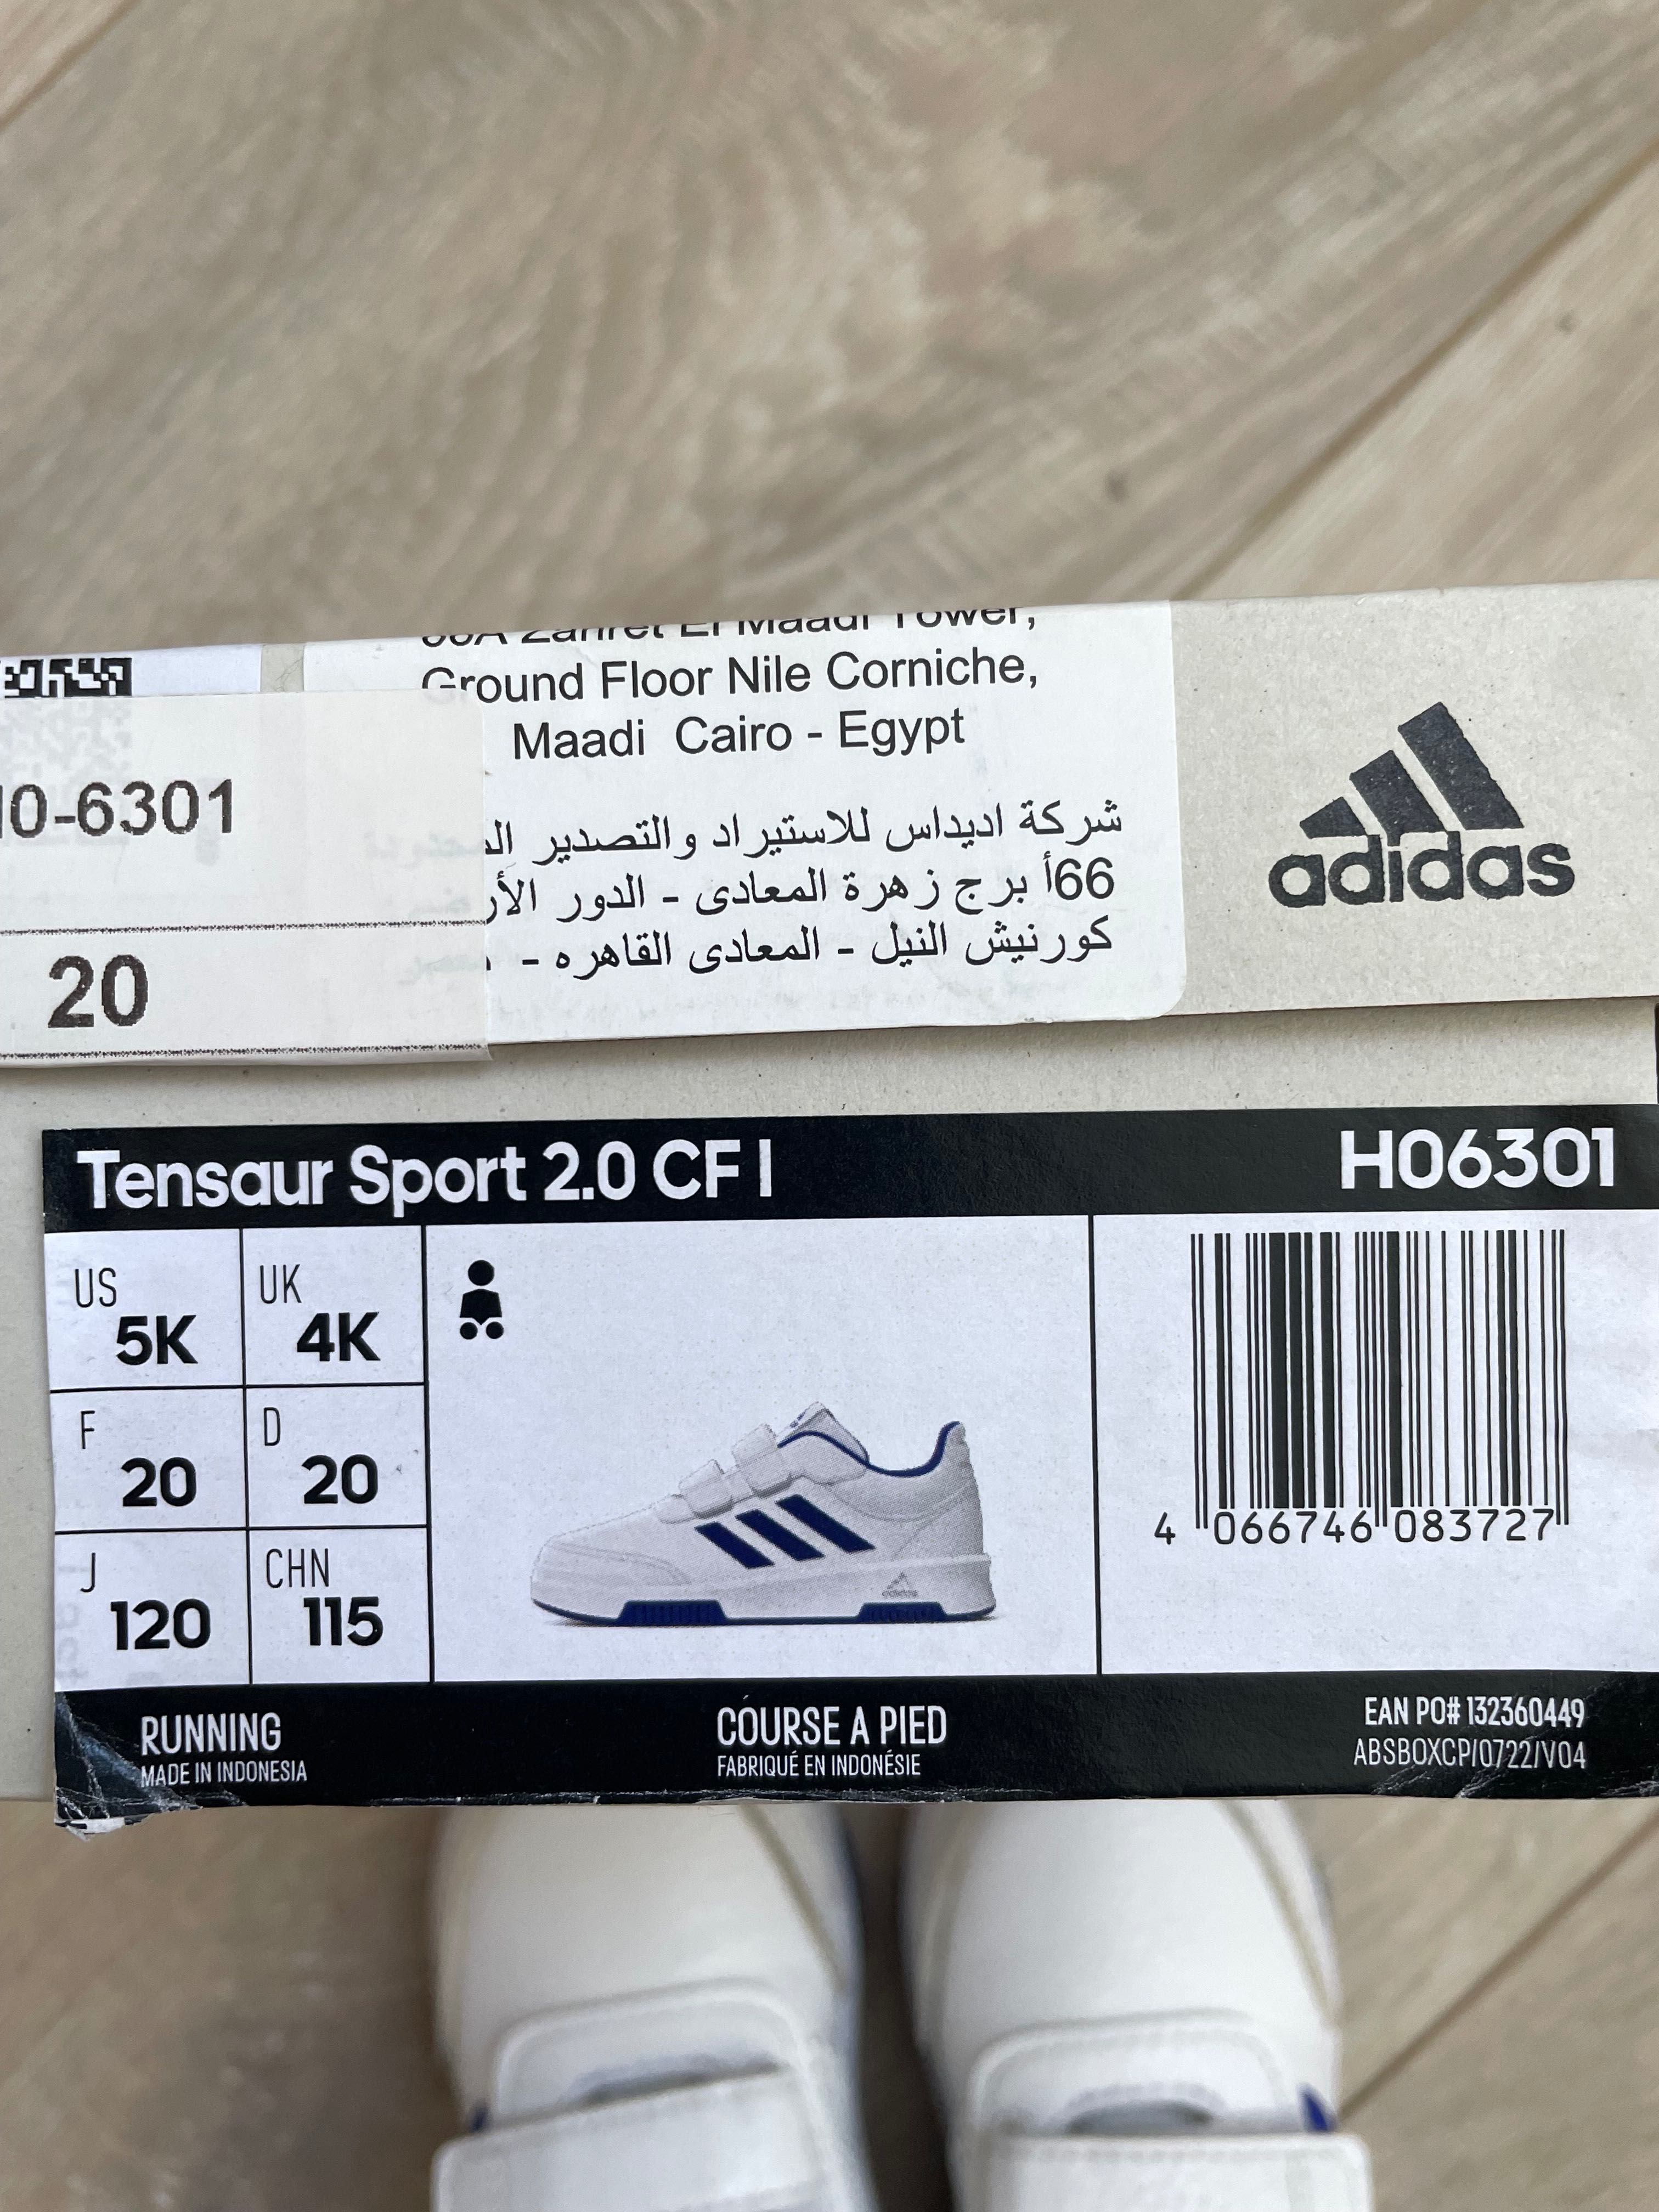 Ground Floor Nile Corniche,
Maadi Cairo - Egypt
شركة اديداس للاستيراد والتصدير
66أ برج زهرة المعادى - الدور
كورنيش النيل - المعادى القاهره -
adidas
0-6301
20
Tensaur Sport 2.0 CF I
H06301
US
5K
UK
4K
F
20
D
20
J
120
CHN
115
adidas
4 066746 083727
RUNNING
MADE IN INDONESIA
COURSE A PIED
FABRIQUÉ EN INDONÉSIE
EAN PO# 132360449
ABSBOXCP/0722/V04